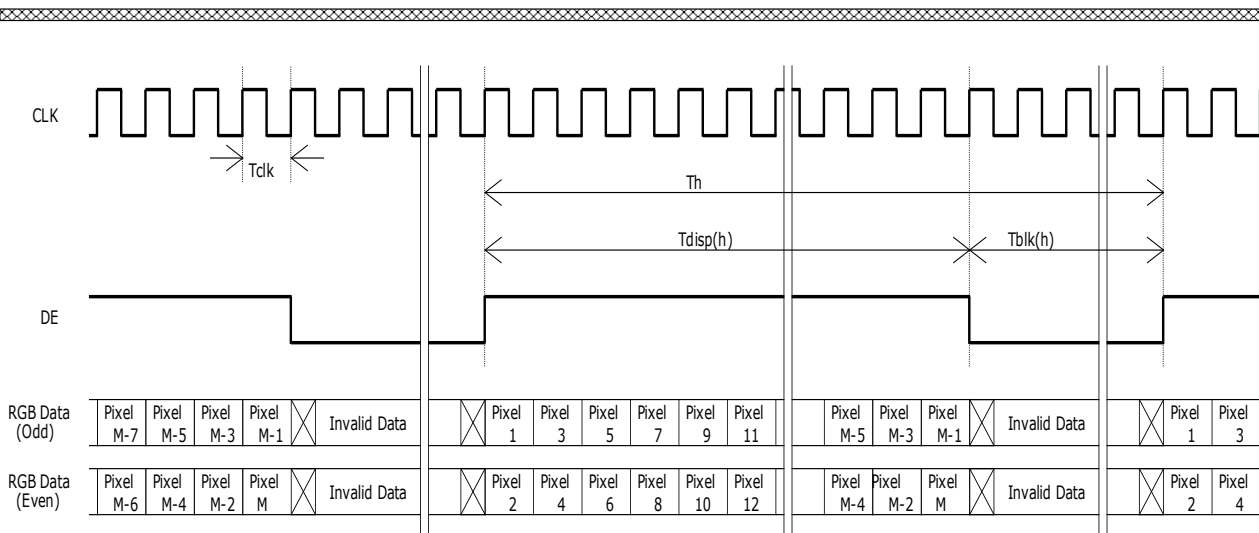 CLK
Tclk
Th
Tdisp(h)
Tblk(h)
DE
RGB Data
(Odd)
Pixel Pixel Pixel Pixel Invalid Data Pixel Pixel Pixel Pixel Pixel Pixel Pixel Pixel Pixel Invalid Data Pixel Pixel
M-7 M-5 M-3 M-1 1 3 5 7 9 11 M-5 M-3 M-1 1 3
RGB Data
(Even)
Pixel Pixel Pixel Pixel Invalid Data Pixel Pixel Pixel Pixel Pixel Pixel Pixel Pixel Pixel Invalid Data Pixel Pixel
M-6 M-4 M-2 M 2 4 6 8 10 12 M-4 M-2 M 2 4